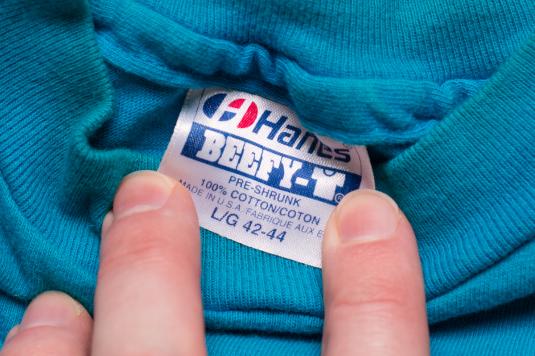 Hanes
BEEFY-T
PRE-SHRUNK
100% COTTON/COTON
MADE IN U.S.A. FABRIQUE AUX
L/G 42-44